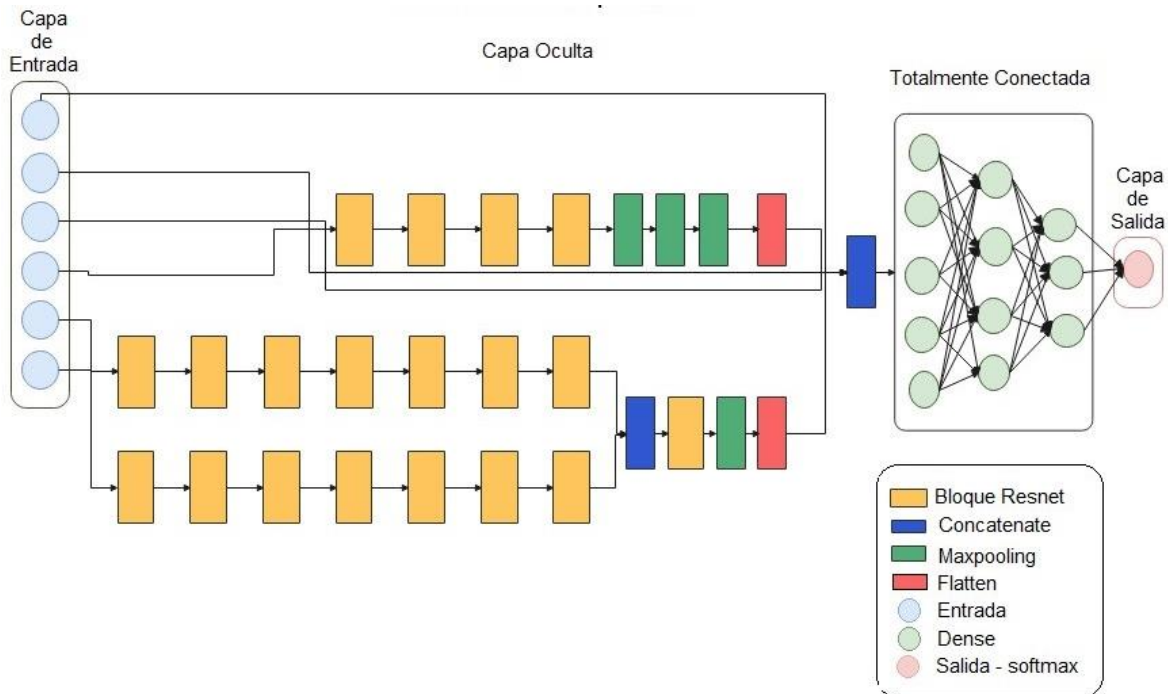 Capa
de
Entrada
Capa Oculta
Totalmente Conectada
Capa
de
Salida
Bloque Resnet
Concatenate
Maxpooling
Flatten
Entrada
Dense
Salida - softmax